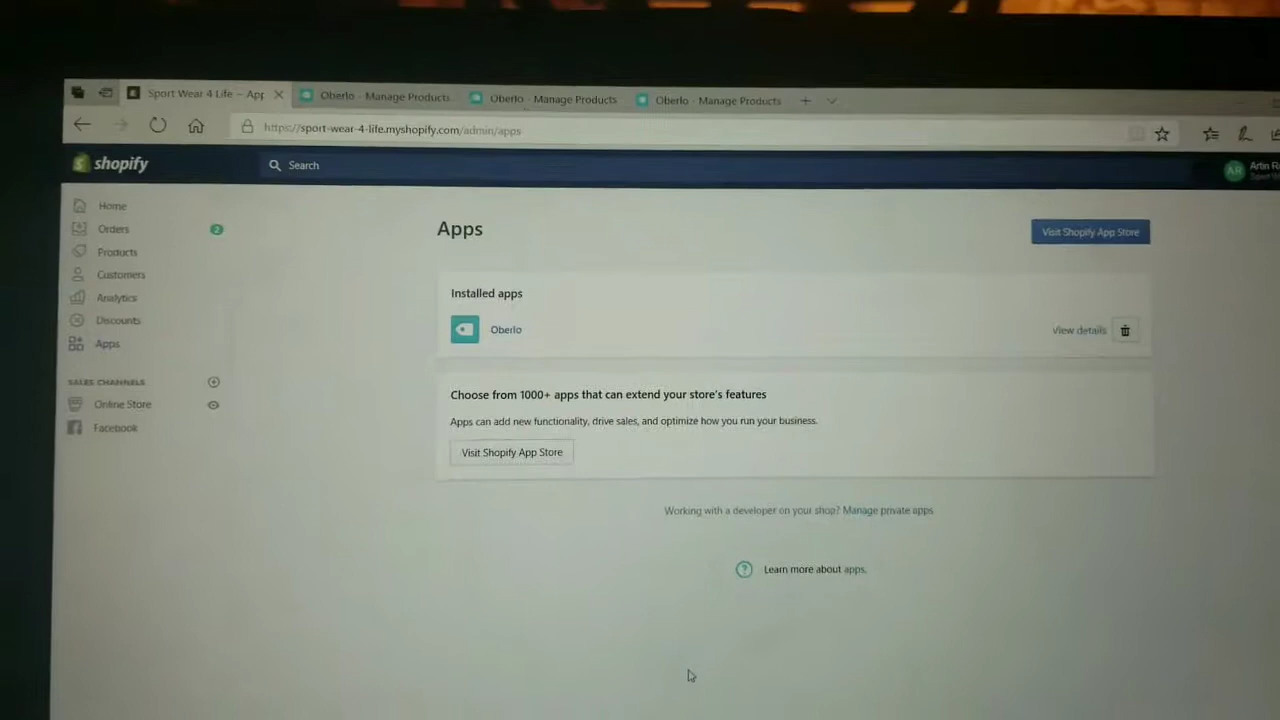 Sport Wear 4 Life - App
Oberlo - Manage Products
Oberlo - Manage Products
Oberlo - Manage Products
https://sport-wear-4-life.myshopify.com/admin/apps
shopify
Search
AR
Artin
Home
Orders
2
Products
Customers
Analytics
Discounts
Apps
SALES CHANNELS
Online Store
Facebook
Apps
Visit Shopify App Store
Installed apps
Oberlo
View details
Choose from 1000+ apps that can extend your store's features
Apps can add new functionality, drive sales, and optimize how you run your business.
Visit Shopify App Store
Working with a developer on your shop? Manage private apps
? Learn more about apps.